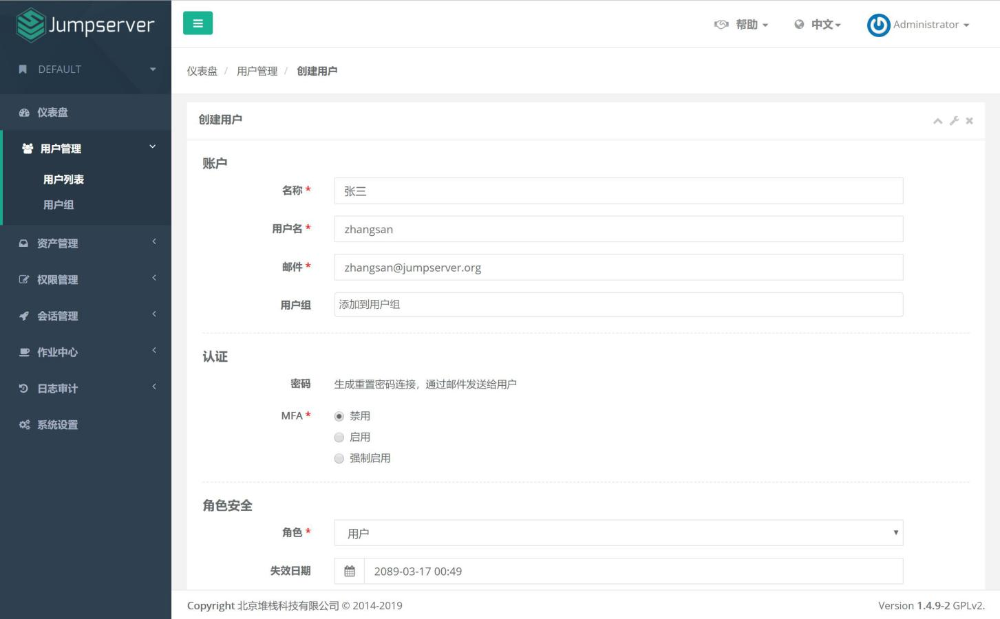 Jumpserver
帮助
中文
Administrator
DEFAULT
仪表盘 / 用户管理 / 创建用户
仪表盘
用户管理
用户列表
用户组
资产管理
权限管理
会话管理
作业中心
日志审计
系统设置
创建用户
账户
名称 * 张三
用户名 * zhangsan
邮件 * zhangsan@jumpserver.org
用户组 添加到用户组
认证
密码 生成重置密码连接，通过邮件发送给用户
MFA * 禁用
启用
强制启用
角色安全
角色 * 用户
失效日期 2089-03-17 00:49
Copyright 北京堆栈科技有限公司 © 2014-2019
Version 1.4.9-2 GPLv2.